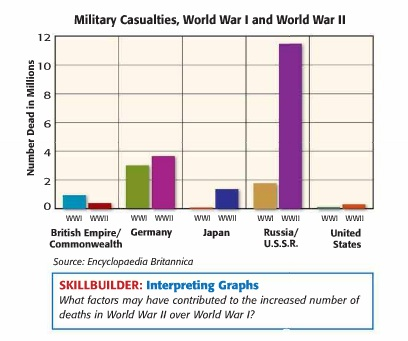 Military Casualties, World War I and World War II
Number Dead in Millions
12
10
8
6
4
2
0
WWI WWII WWI WWII WWI WWII WWI WWII WWI WWII
British Empire/ Germany Japan Russia/ United
Commonwealth U.S.S.R. States
Source: Encyclopaedia Britannica
SKILLBUILDER: Interpreting Graphs
What factors may have contributed to the increased number of
deaths in World War II over World War I?